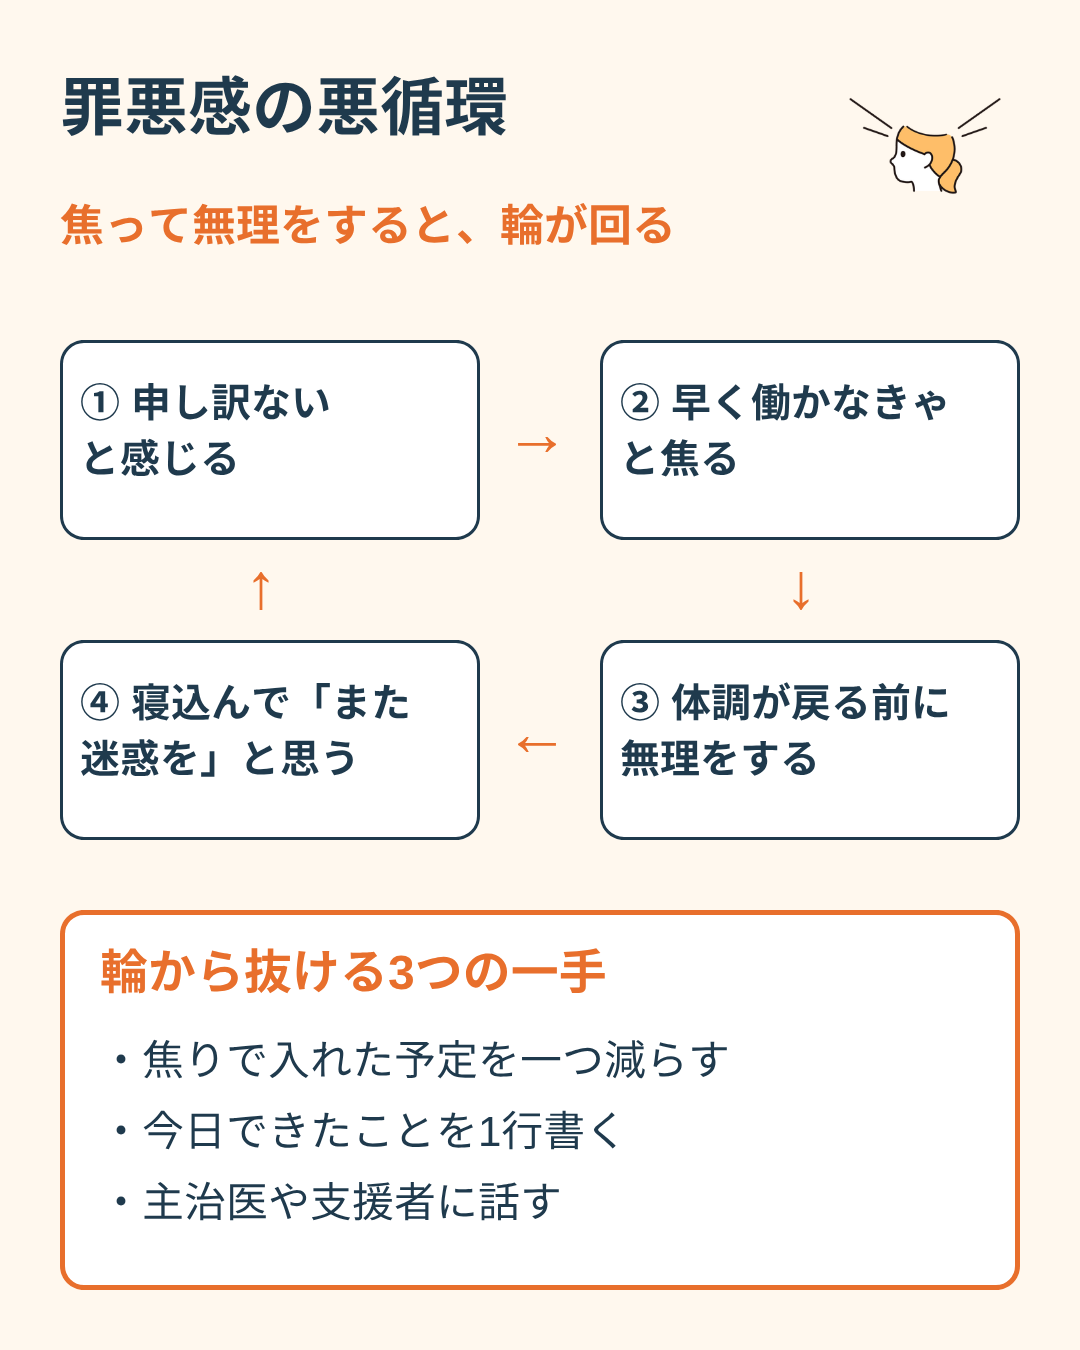 罪悪感の悪循環
焦って無理をすると、輪が回る
① 申し訳ない
と感じる
→
② 早く働かなきゃ
と焦る
↑
↓
④ 寝込んで「また
迷惑を」と思う
←
③ 体調が戻る前に
無理をする
輪から抜ける3つの一手
・焦りで入れた予定を一つ減らす
・今日できたことを1行書く
・主治医や支援者に話す